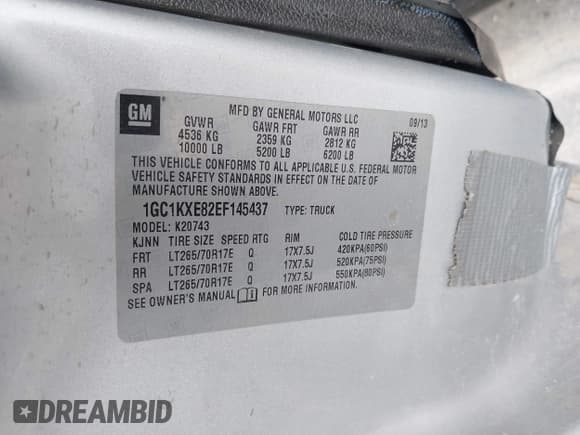 GM
MFD BY GENERAL MOTORS LLC
09/13
GVWR GAWR FRT GAWR RR
4536 KG 2359 KG 2812 KG
10000 LB 5200 LB 6200 LB
THIS VEHICLE CONFORMS TO ALL APPLICABLE U.S. FEDERAL MOTOR
VEHICLE SAFETY STANDARDS IN EFFECT ON THE DATE OF
MANUFACTURE SHOWN ABOVE.
1GC1KXE82EF145437 TYPE: TRUCK
MODEL: K20743
KJNN TIRE SIZE SPEED RTG RIM COLD TIRE PRESSURE
FRT LT265/70R17E Q 17X7.5J 420KPA(60PSI)
RR LT265/70R17E Q 17X7.5J 520KPA(75PSI)
SPA LT265/70R17E Q 17X7.5J 550KPA(80PSI)
SEE OWNER'S MANUAL FOR MORE INFORMATION.
DREAMBID